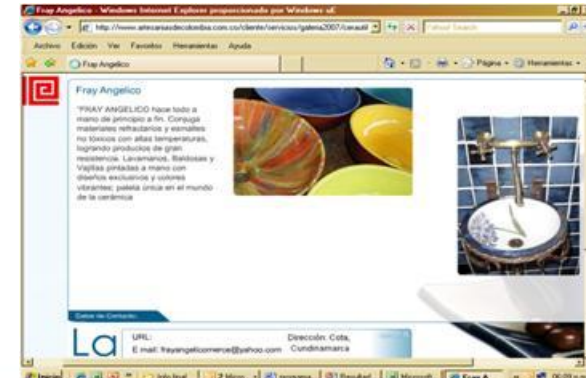 Fray Angelico - Windows Internet Explorer proporcionado por Windows uE
http://www.artesaniasdecolombia.com.co/cliente/servicios/galeria2007/
Yahoo! Search
Archivo Edición Ver Favoritos Herramientas Ayuda
Fray Angelico
Página
Herramientas
Fray Angelico
"FRAY ANGELICO hace todo a
mano de principio a fin. Conjuga
materiales refractarios y esmaltes
no tóxicos con altas temperaturas,
logrando productos de gran
resistencia. Lavamanos, Baldosas y
Vajillas pintadas a mano con
diseños exclusivos y colores
vibrantes; paleta única en el mundo
de la cerámica
Datos de Contacto:
La
URL:
E mail: frayangelicomerce@yahoo.com
Dirección: Cota,
Cundinamarca
Inicio